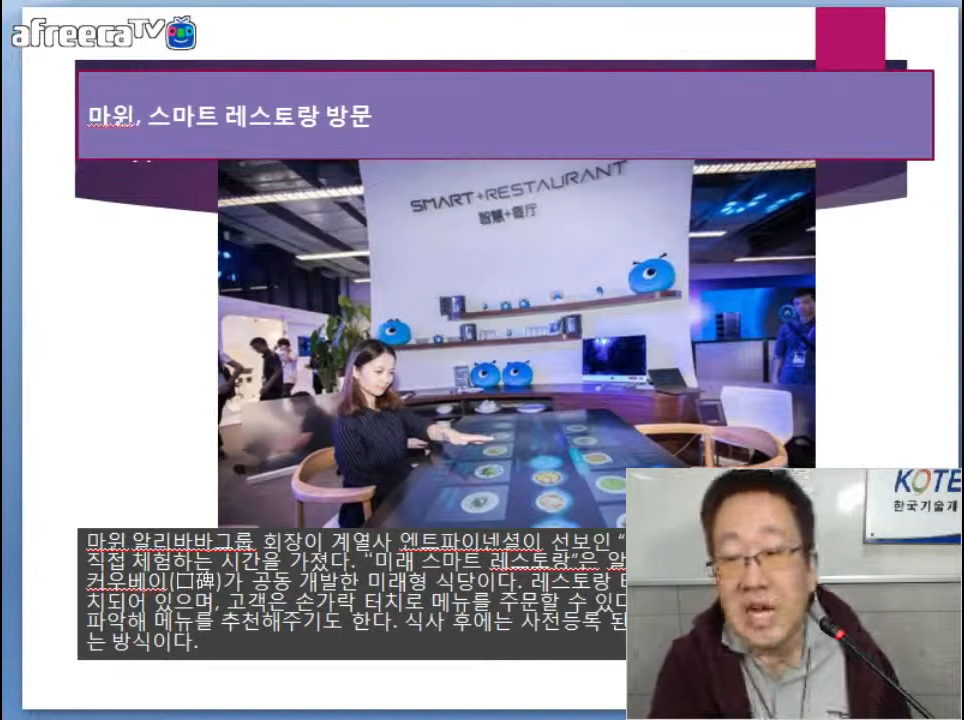 afreecaTV
마윈, 스마트 레스토랑 방문
SMART+RESTAURANT
智慧+餐厅
KOTE
한국기술개
마윈 알리바바그룹 회장이 계열사 엔트파이넨셜이 선보인 “
직접 체험하는 시간을 가졌다. “미래 스마트 레스토랑”은 알
커우베이(口碑)가 공동 개발한 미래형 식당이다. 레스토랑
치되어 있으며, 고객은 손가락 터치로 메뉴를 주문할 수 있다
파악해 메뉴를 추천해주기도 한다. 식사 후에는 사전등록 된
는 방식이다.